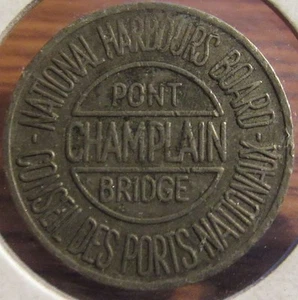 NATIONAL HARBOURS BOARD
PONT
CHAMPLAIN
BRIDGE
CONSEIL DES PORTS NATIONAUX